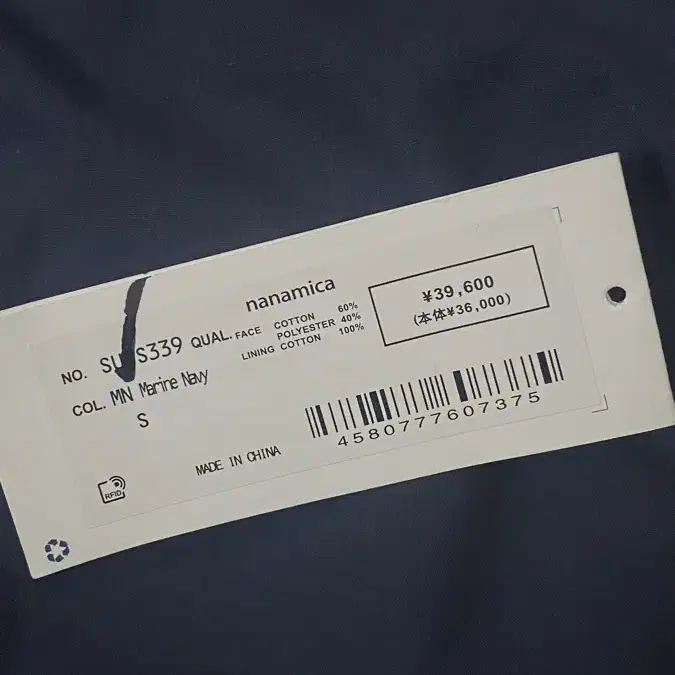 nanamica
¥39,600
(本体¥36,000)
NO. S339 QUAL. FACE COTTON 60%
POLYESTER 40%
LINING COTTON 100%
COL. MN Marine Navy
S
4580777607375
MADE IN CHINA
RFID